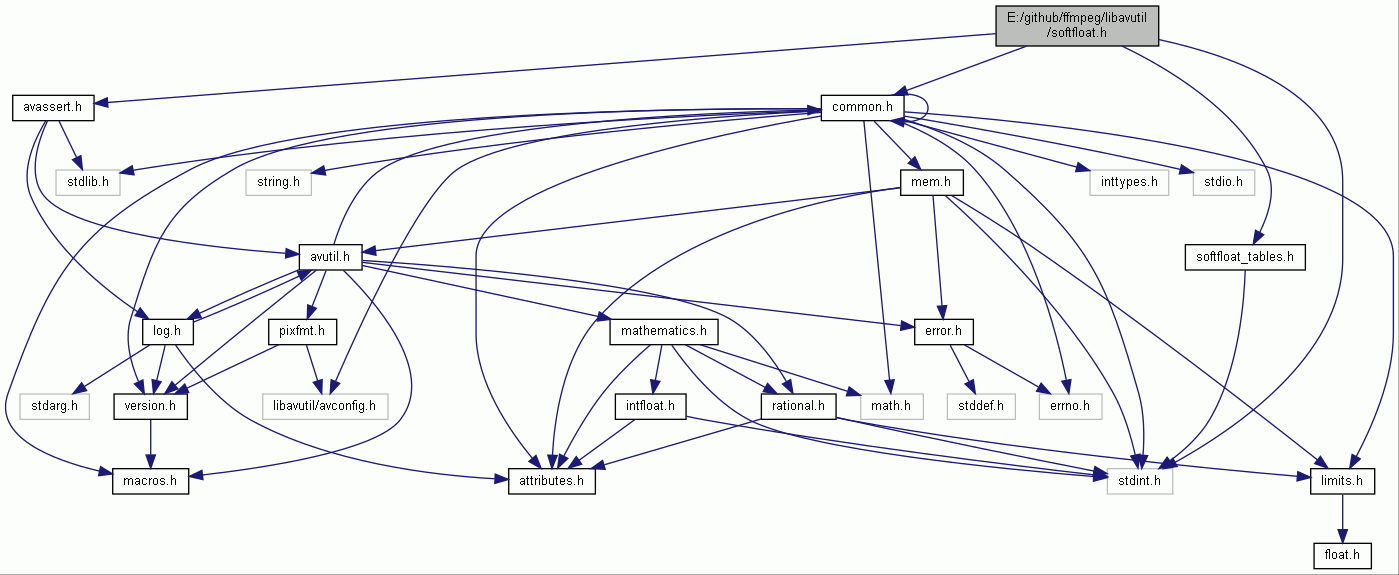 E:/github/ffmpeg/libavutil
/softfloat.h
avassert.h
common.h
stdlib.h
string.h
mem.h
inttypes.h
stdio.h
avutil.h
softfloat_tables.h
log.h
pixfmt.h
mathematics.h
error.h
stdarg.h
version.h
libavutil/avconfig.h
intfloat.h
rational.h
math.h
stddef.h
errno.h
macros.h
attributes.h
stdint.h
limits.h
float.h